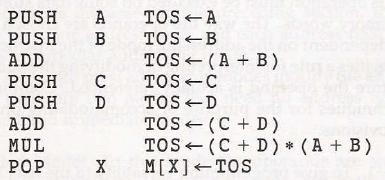 PUSH A TOS←A
PUSH B TOS←B
ADD TOS←(A + B)
PUSH C TOS←C
PUSH D TOS←D
ADD TOS←(C + D)
MUL TOS←(C + D)∗(A + B)
POP X M[X]←TOS